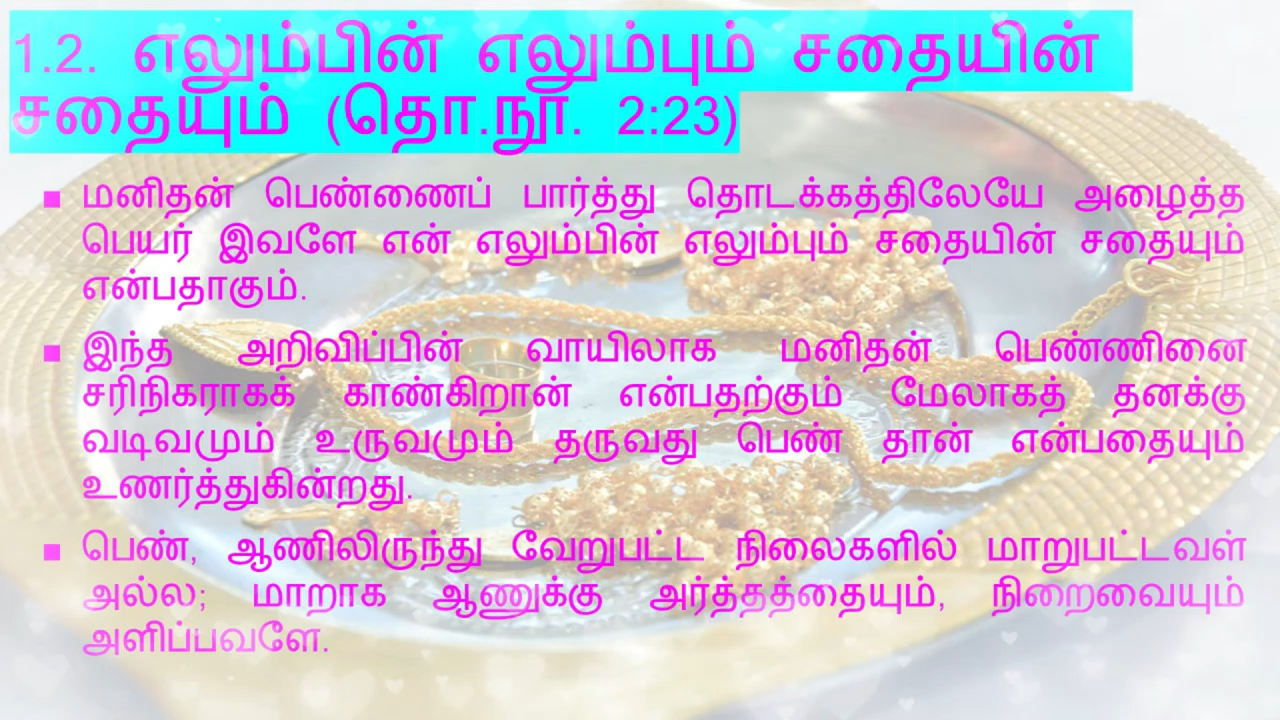 1.2. எலும்பின் எலும்பும் சதையின்
சதையும் (தொ.நூ. 2:23)
▪ மனிதன் பெண்ணைப் பார்த்து தொடக்கத்திலேயே அழைத்த
பெயர் இவளே என் எலும்பின் எலும்பும் சதையின் சதையும்
என்பதாகும்.
▪ இந்த அறிவிப்பின் வாயிலாக மனிதன் பெண்ணினை
சரிநிகராகக் காண்கிறான் என்பதற்கும் மேலாகத் தனக்கு
வடிவமும் உருவமும் தருவது பெண் தான் என்பதையும்
உணர்த்துகின்றது.
▪ பெண், ஆணிலிருந்து வேறுபட்ட நிலைகளில் மாறுபட்டவள்
அல்ல; மாறாக ஆணுக்கு அர்த்தத்தையும், நிறைவையும்
அளிப்பவளே.